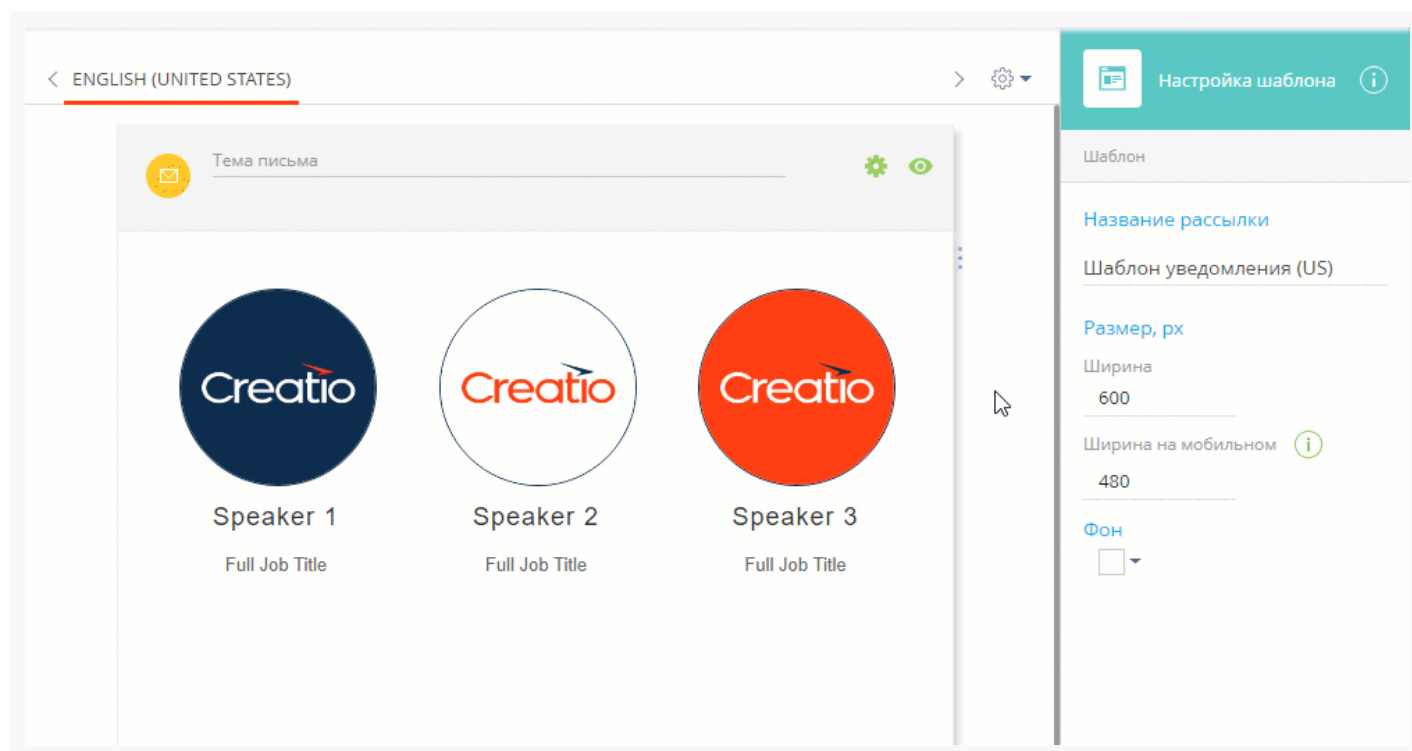 ENGLISH (UNITED STATES)
Тема письма
Creatio Creatio Creatio
Speaker 1 Speaker 2 Speaker 3
Full Job Title Full Job Title Full Job Title
Настройка шаблона
Шаблон
Название рассылки
Шаблон уведомления (US)
Размер, px
Ширина
600
Ширина на мобильном
480
Фон